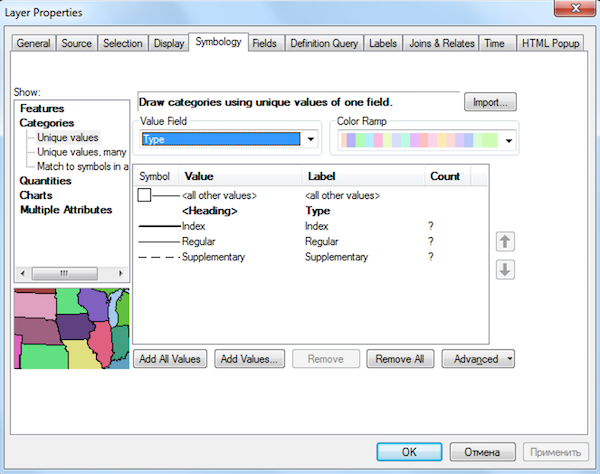 Layer Properties
General Source Selection Display Symbology Fields Definition Query Labels Joins & Relates Time HTML Popup
Show:
Features
Categories
Unique values
Unique values, many
Match to symbols in a
Quantities
Charts
Multiple Attributes
Draw categories using unique values of one field.
Import...
Value Field
Type
Color Ramp
Symbol Value Label Count
<all other values> <all other values>
<Heading> Type
Index Index ?
Regular Regular ?
Supplementary Supplementary ?
Add All Values Add Values... Remove Remove All Advanced
OK Отмена Применить